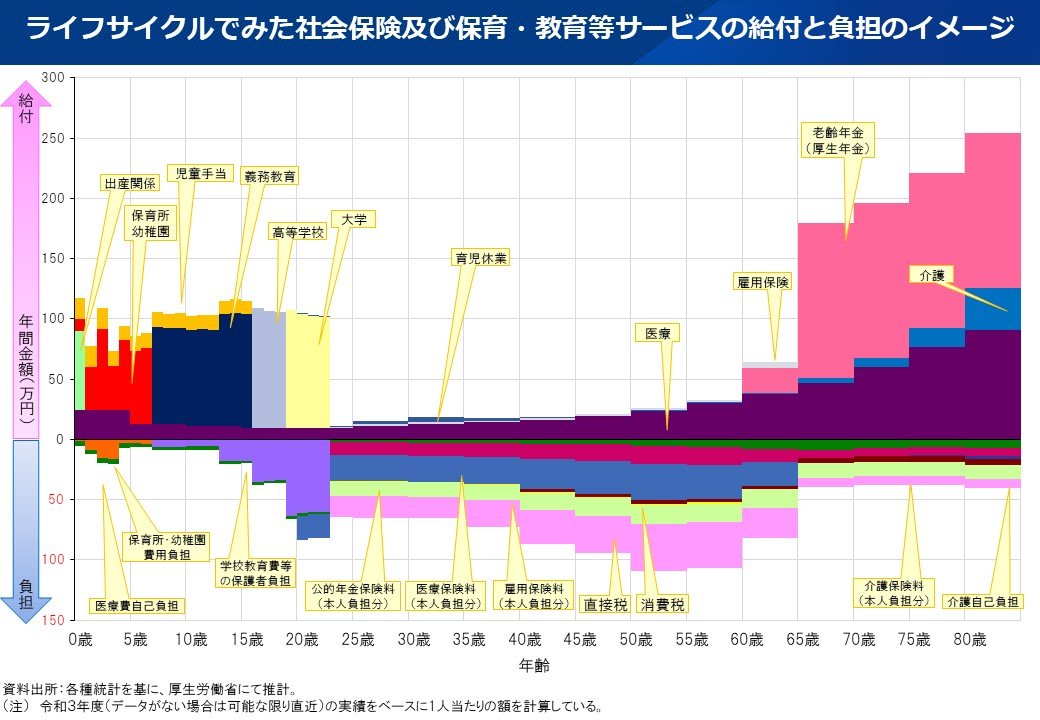 ライフサイクルでみた社会保険及び保育・教育等サービスの給付と負担のイメージ
給付
年間金額(万円)
負担
300
250
200
150
100
50
0
50
100
150
出産関係
保育所
幼稚園
児童手当
義務教育
高等学校
大学
育児休業
医療
雇用保険
老齢年金
(厚生年金)
介護
保育所・幼稚園
費用負担
医療費自己負担
学校教育費等
の保護者負担
公的年金保険料
(本人負担分)
医療保険料
(本人負担分)
雇用保険料
(本人負担分)
直接税
消費税
介護保険料
(本人負担分)
介護自己負担
0歳 5歳 10歳 15歳 20歳 25歳 30歳 35歳 40歳 45歳 50歳 55歳 60歳 65歳 70歳 75歳 80歳
年齢
資料出所:各種統計を基に、厚生労働省にて推計。
(注) 令和3年度(データがない場合は可能な限り直近)の実績をベースに1人当たりの額を計算している。